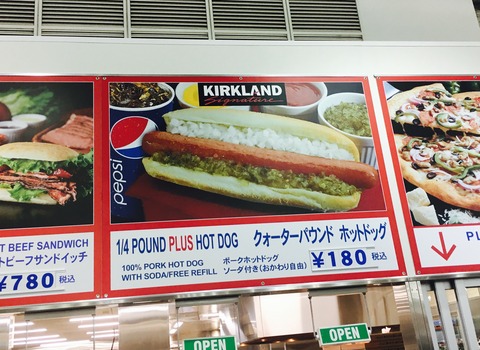 KIRKLAND
Signature
pepsi
T BEEF SANDWICH
トビーフサンドイッチ
¥780 税込
1/4 POUND PLUS HOT DOG
クォーターパウンド ホットドッグ
100% PORK HOT DOG
WITH SODA/FREE REFILL
ポークホットドッグ
ソーダ付き(おかわり自由)
¥180 税込
PL
OPEN
OPEN